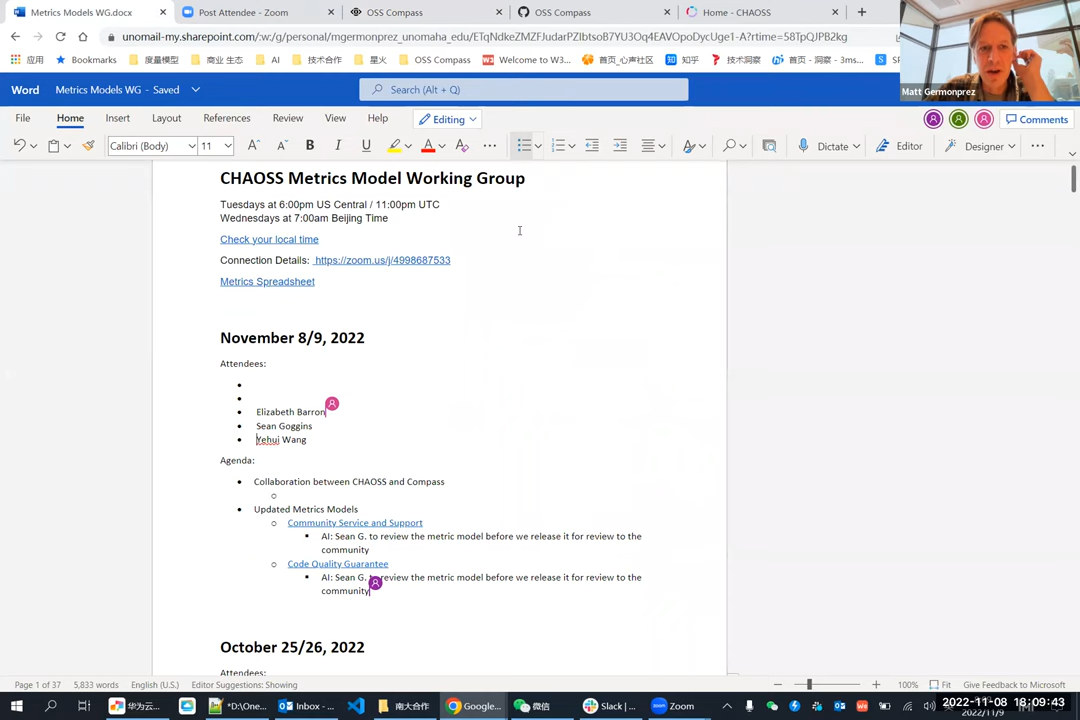 Metrics Models WG.docx
Post Attendee - Zoom
OSS Compass
OSS Compass
Home - CHAOSS
unomail-my.sharepoint.com/:w:/g/personal/mgermonprez_unomaha_edu/ETqNdkeZMZFJudarPZIbtsoB7YU3Oq4EAVOpoDycUge1-A?rtime=58TpQJPB2kg
应用 Bookmarks 度量模型 商业 生态 AI 技术合作 星火 OSS Compass Welcome to W3... 首页_心声社区 知乎 技术洞察 首页 - 洞察 - 3ms...
Matt Germonprez
Word Metrics Models WG - Saved Search (Alt + Q)
File Home Insert Layout References Review View Help Editing Comments
Calibri (Body) 11 B I U A Dictate Editor Designer
CHAOSS Metrics Model Working Group
Tuesdays at 6:00pm US Central / 11:00pm UTC
Wednesdays at 7:00am Beijing Time
Check your local time
Connection Details: https://zoom.us/j/4998687533
Metrics Spreadsheet
November 8/9, 2022
Attendees:
Elizabeth Barron
Sean Goggins
Yehui Wang
Agenda:
Collaboration between CHAOSS and Compass
Updated Metrics Models
Community Service and Support
AI: Sean G. to review the metric model before we release it for review to the
community
Code Quality Guarantee
AI: Sean G. to review the metric model before we release it for review to the
community
October 25/26, 2022
Attendees:
Page 1 of 37 5,833 words English (U.S.) Editor Suggestions: Showing 100% Fit Give Feedback to Microsoft
华为云... *D:\One... Inbox - ... 南大合作 Google... 微信 Slack | ... Zoom
2022-11-08 18:09:43
2022/11/9